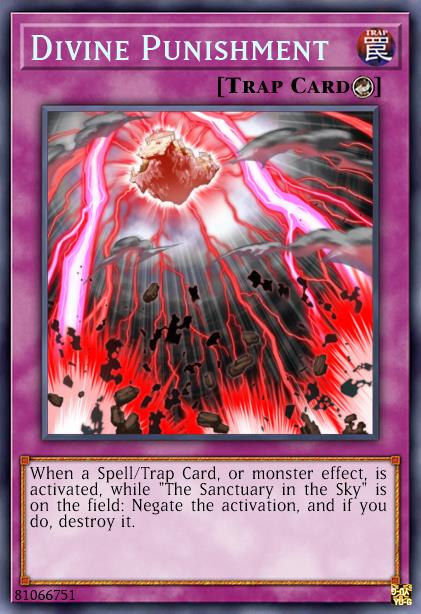 DIVINE PUNISHMENT
TRAP
罠
[TRAP CARD]
When a Spell/Trap Card, or monster effect, is
activated, while "The Sanctuary in the Sky" is
on the field: Negate the activation, and if you
do, destroy it.
81066751